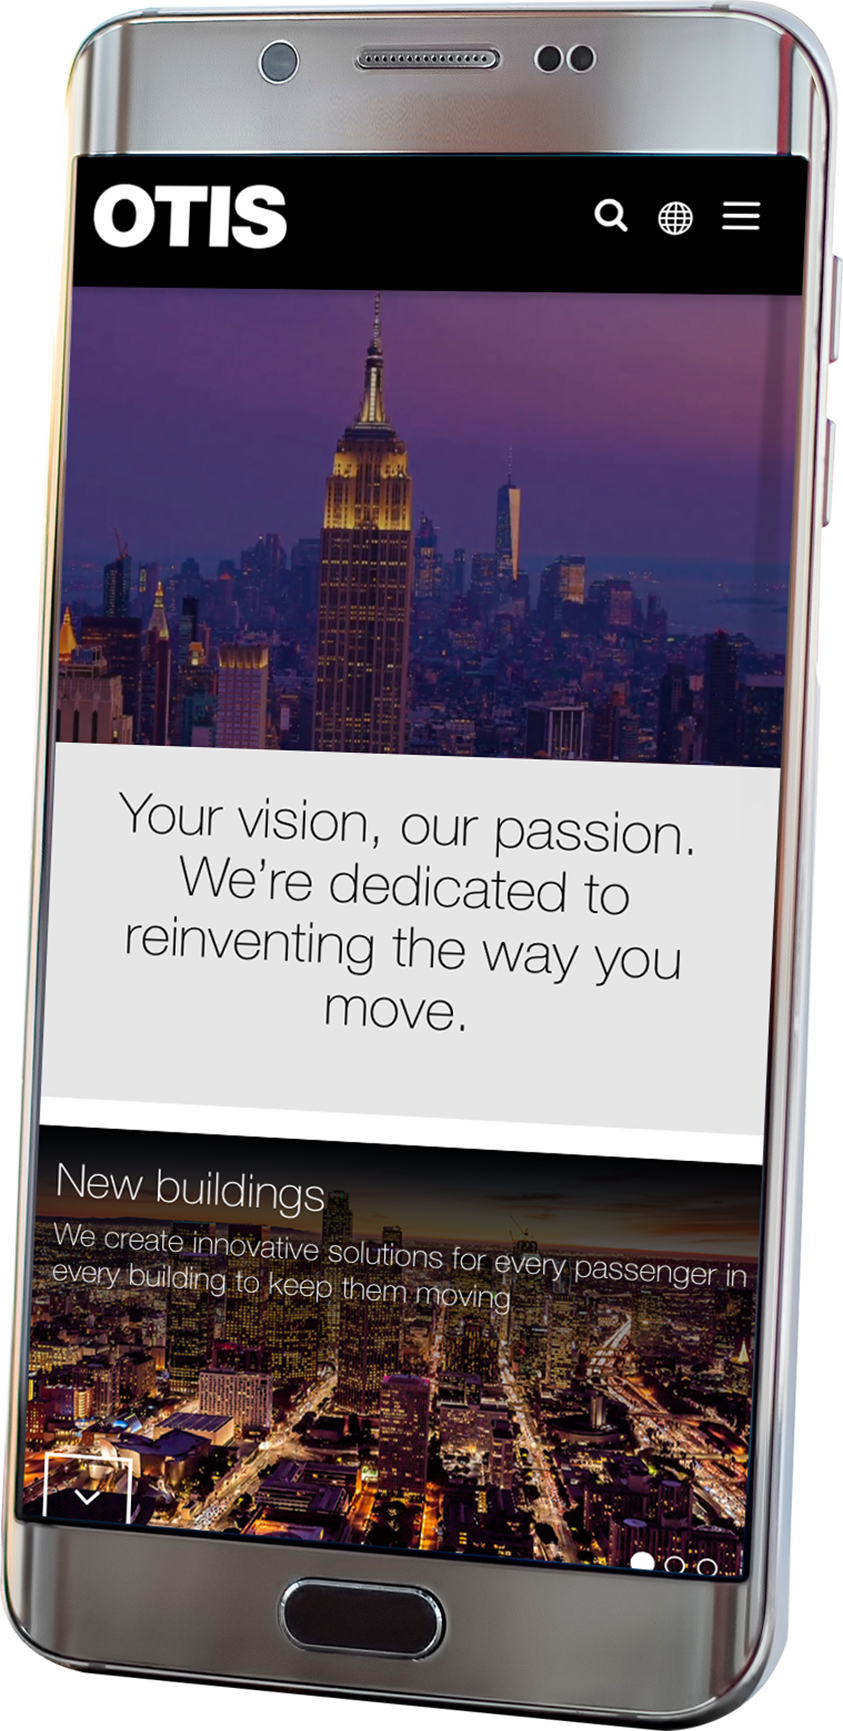 OTIS
Your vision, our passion.
We’re dedicated to
reinventing the way you
move.
New buildings
We create innovative solutions for every passenger in
every building to keep them moving